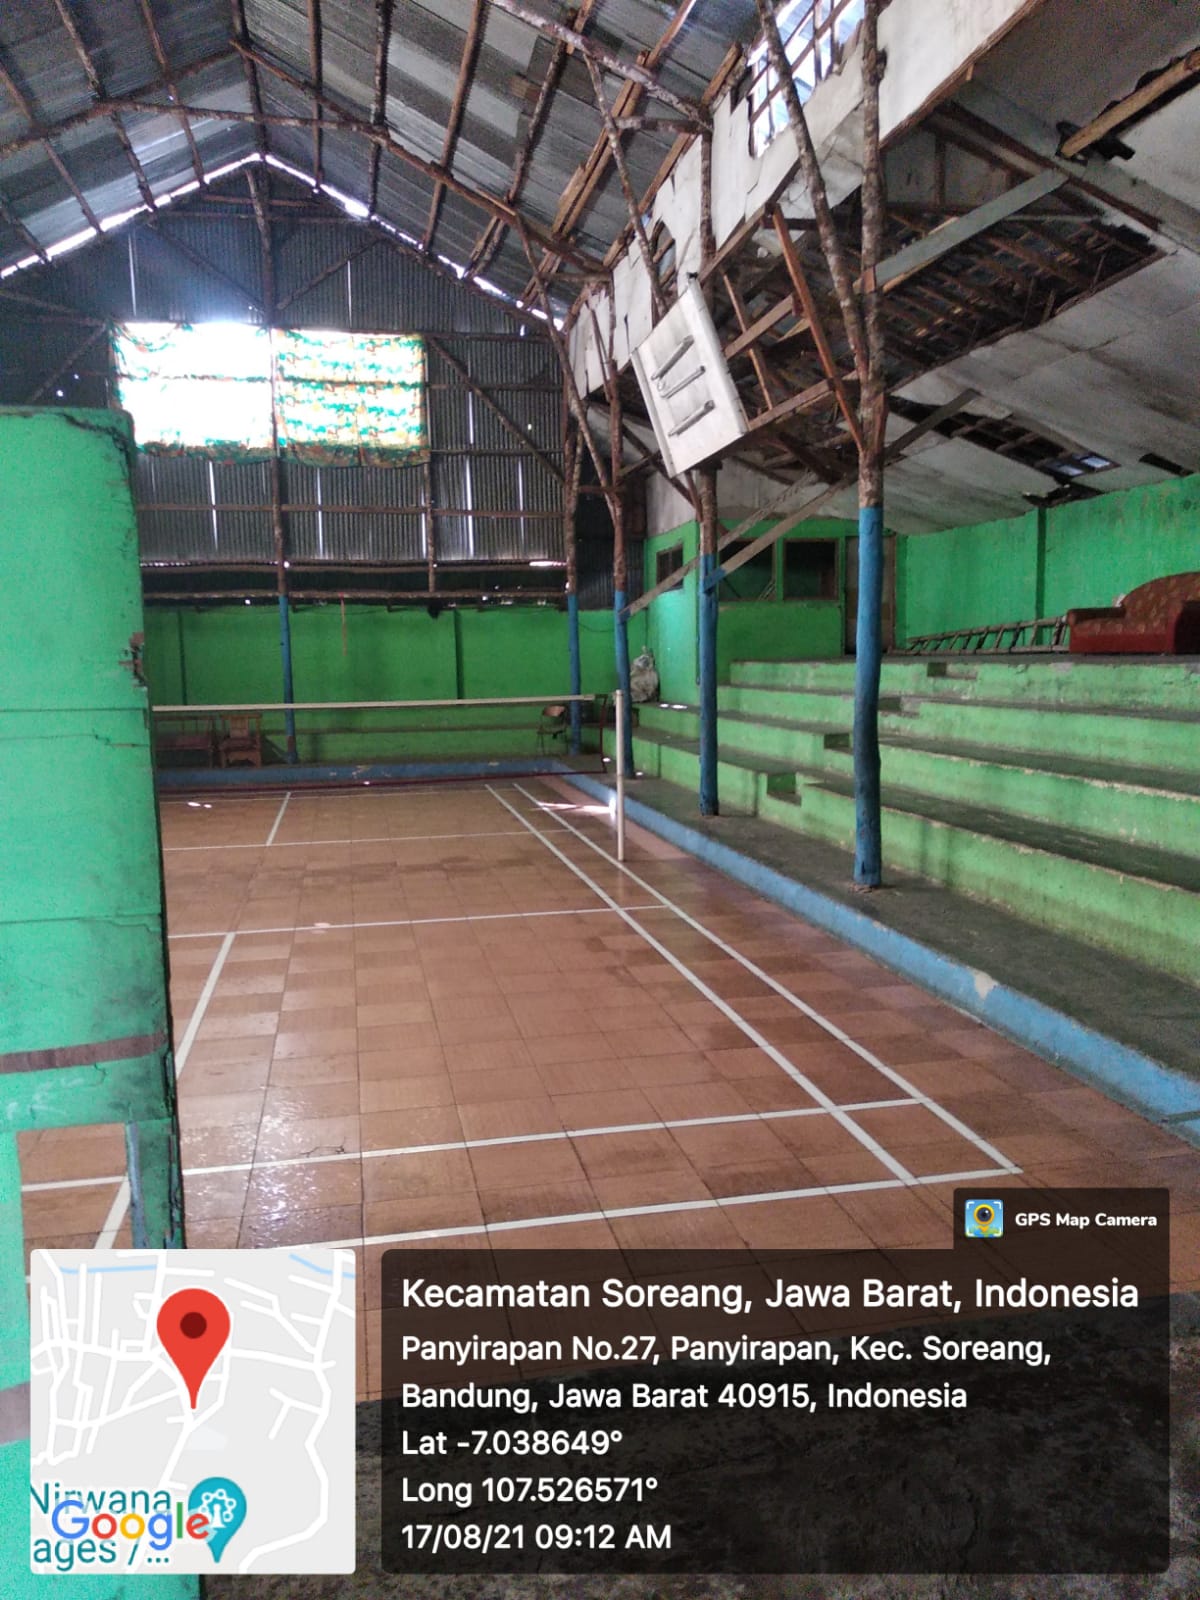 GPS Map Camera
Kecamatan Soreang, Jawa Barat, Indonesia
Panyirapan No.27, Panyirapan, Kec. Soreang,
Bandung, Jawa Barat 40915, Indonesia
Lat -7.038649°
Long 107.526571°
17/08/21 09:12 AM
Nirwana
Google
ages /...